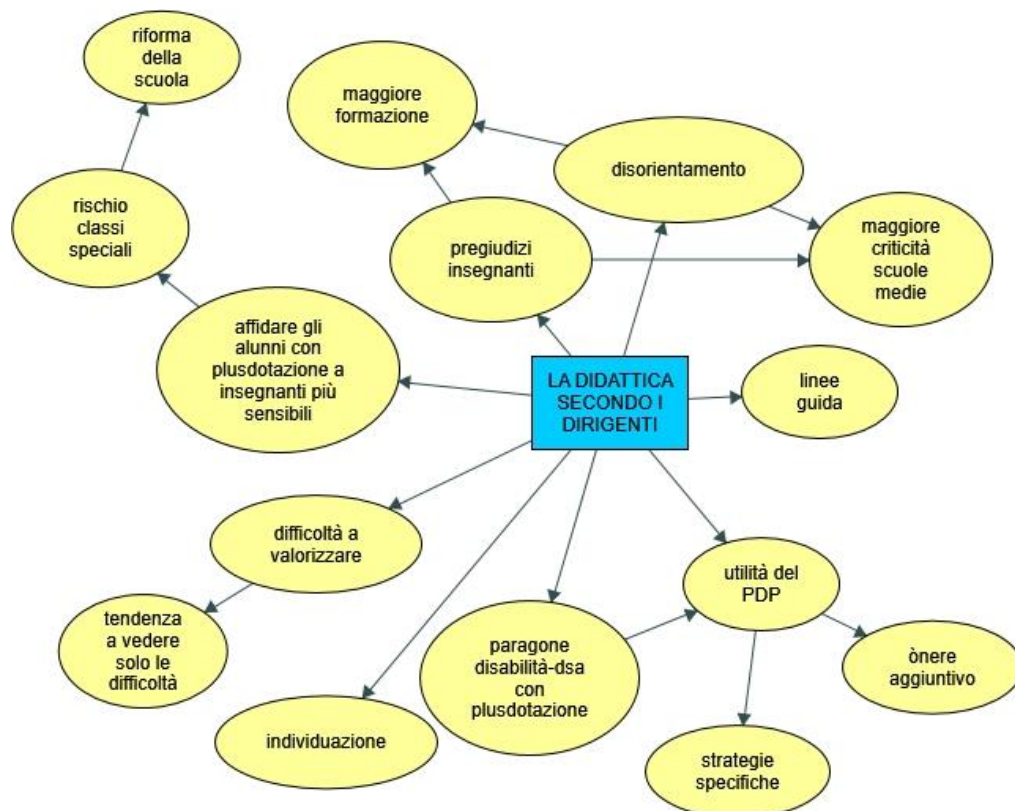 riforma
della
scuola
maggiore
formazione
disorientamento
rischio
classi
speciali
pregiudizi
insegnanti
maggiore
criticità
scuole
medie
affidare gli
alunni con
plusdotazione a
insegnanti più
sensibili
LA DIDATTICA
SECONDO I
DIRIGENTI
linee
guida
difficoltà a
valorizzare
utilità del
PDP
tendenza
a vedere
solo le
difficoltà
paragone
disabilità-dsa
con
plusdotazione
ònere
aggiuntivo
individuazione
strategie
specifiche